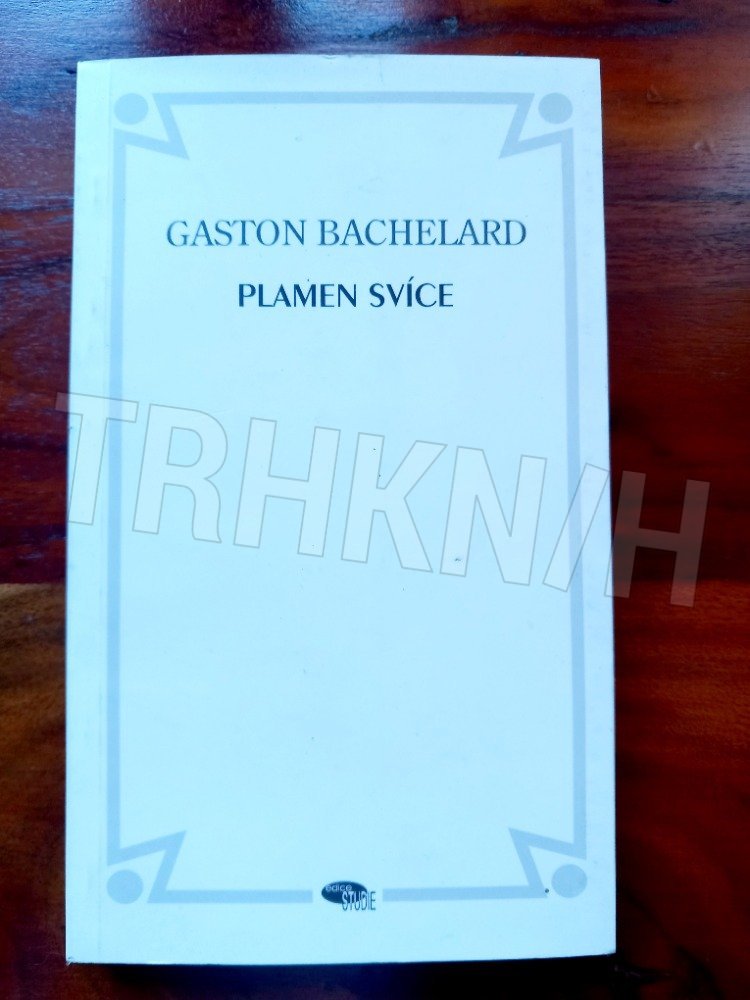 GASTON BACHELARD
PLAMEN SVÍCE
TRHKNIH
edice
STUDIE